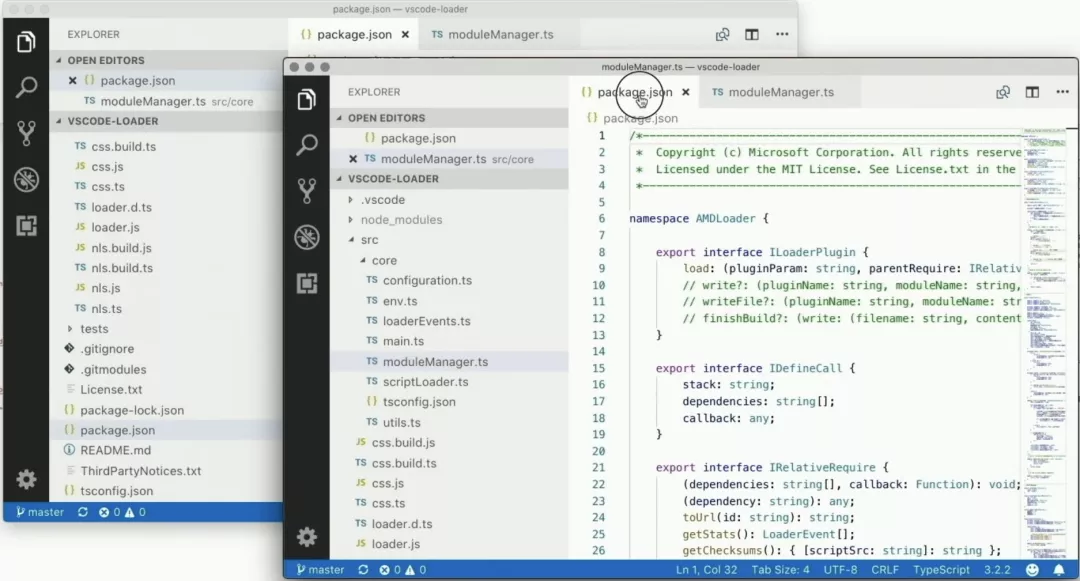 package.json — vscode-loader
EXPLORER
{} package.json ×
TS moduleManager.ts
OPEN EDITORS
× {} package.json
TS moduleManager.ts src/core
VSCODE-LOADER
TS css.build.ts
JS css.js
TS css.ts
TS loader.d.ts
JS loader.js
JS nls.build.js
TS nls.build.ts
JS nls.js
TS nls.ts
tests
.gitignore
.gitmodules
License.txt
{} package-lock.json
{} package.json
README.md
ThirdPartyNotices.txt
{} tsconfig.json
master 0 0
moduleManager.ts — vscode-loader
EXPLORER
{} package.json ×
TS moduleManager.ts
OPEN EDITORS
{} package.json
× TS moduleManager.ts src/core
VSCODE-LOADER
.vscode
node_modules
src
core
TS configuration.ts
TS env.ts
TS loaderEvents.ts
TS main.ts
TS moduleManager.ts
TS scriptLoader.ts
{} tsconfig.json
TS utils.ts
JS css.build.js
TS css.build.ts
JS css.js
TS css.ts
TS loader.d.ts
JS loader.js
{} package.json
1 /*---------------------------------------------------------
2 * Copyright (c) Microsoft Corporation. All rights reserve
3 * Licensed under the MIT License. See License.txt in the
4 *---------------------------------------------------------
5
6 namespace AMDLoader {
7
8 export interface ILoaderPlugin {
9 load: (pluginParam: string, parentRequire: IRelativ
10 // write?: (pluginName: string, moduleName: string,
11 // writeFile?: (pluginName: string, moduleName: str
12 // finishBuild?: (write: (filename: string, content
13 }
14
15 export interface IDefineCall {
16 stack: string;
17 dependencies: string[];
18 callback: any;
19 }
20
21 export interface IRelativeRequire {
22 (dependencies: string[], callback: Function): void;
23 (dependency: string): any;
24 toUrl(id: string): string;
25 getStats(): LoaderEvent[];
26 getChecksums(): { [scriptSrc: string]: string };
master 0 0 Ln 1, Col 32 Tab Size: 4 UTF-8 CRLF TypeScript 3.2.2